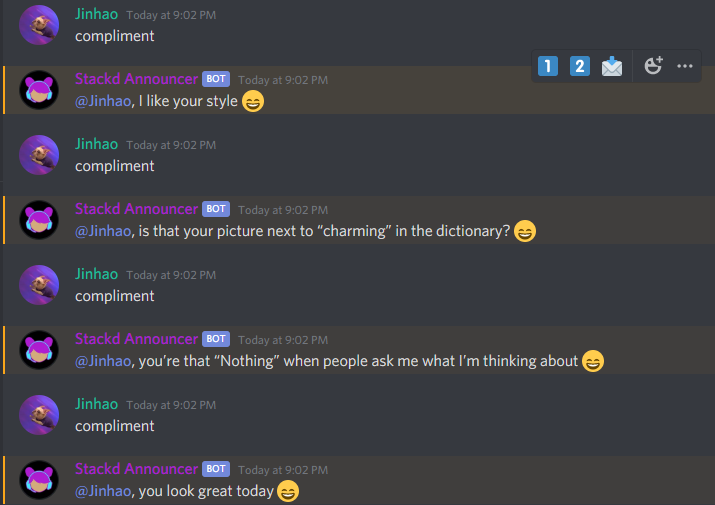 Jinhao Today at 9:02 PM
compliment
1 2
Stackd Announcer BOT Today at 9:02 PM
@Jinhao, I like your style 😄
Jinhao Today at 9:02 PM
compliment
Stackd Announcer BOT Today at 9:02 PM
@Jinhao, is that your picture next to “charming” in the dictionary? 😄
Jinhao Today at 9:02 PM
compliment
Stackd Announcer BOT Today at 9:02 PM
@Jinhao, you’re that “Nothing” when people ask me what I’m thinking about 😄
Jinhao Today at 9:02 PM
compliment
Stackd Announcer BOT Today at 9:02 PM
@Jinhao, you look great today 😄